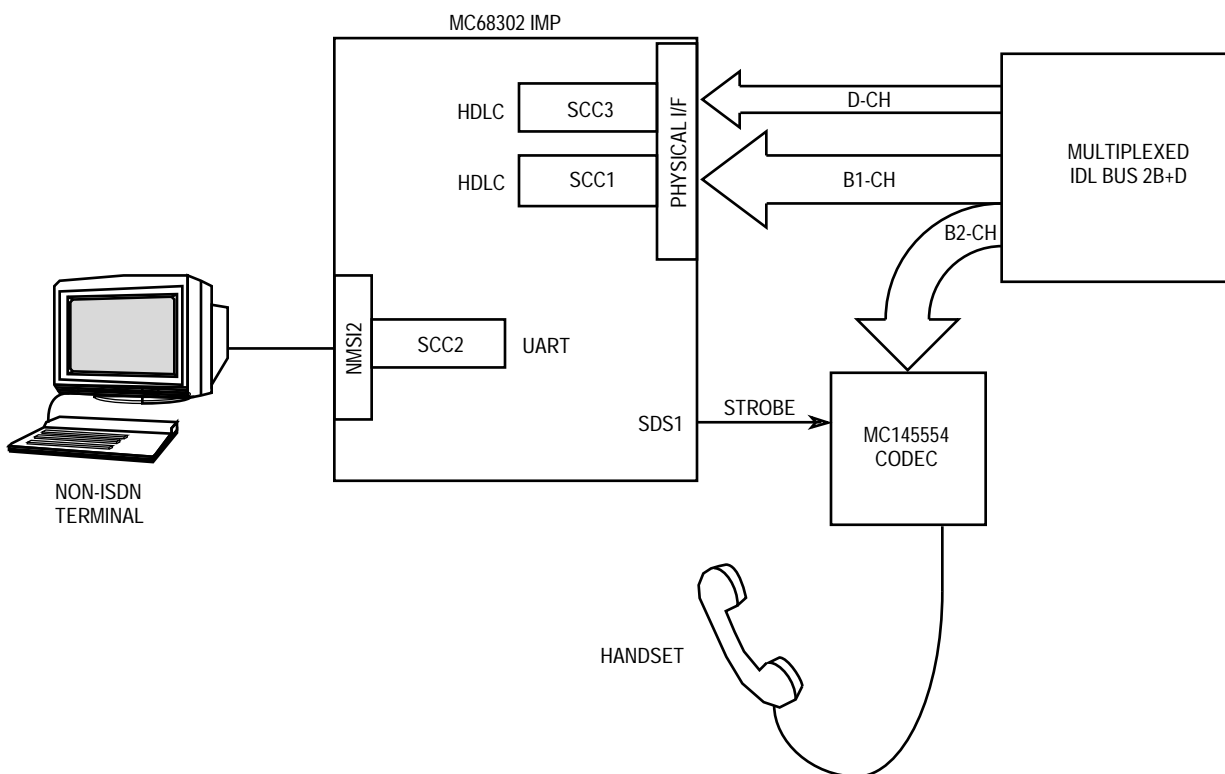 MC68302 IMP
HDLC
SCC3
PHYSICAL I/F
D-CH
MULTIPLEXED
IDL BUS 2B+D
HDLC
SCC1
B1-CH
B2-CH
NMSI2
SCC2
UART
SDS1
STROBE
MC145554
CODEC
NON-ISDN
TERMINAL
HANDSET